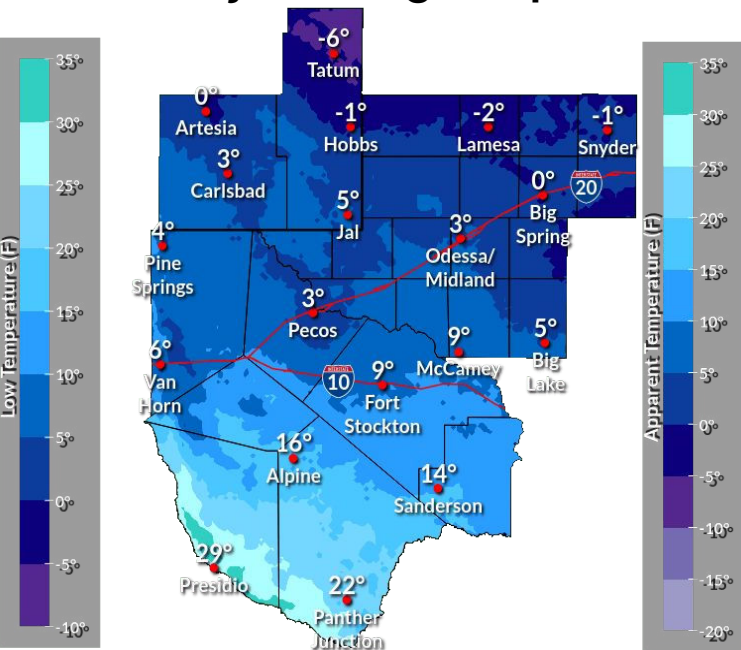 -6°
Tatum
0°
Artesia
-1°
Hobbs
-2°
Lamesa
-1°
Snyder
3°
Carlsbad
5°
Jal
0°
Big
Spring
INTERSTATE
20
4°
Pine
Springs
3°
Odessa/
Midland
3°
Pecos
6°
Van
Horn
INTERSTATE
10
9°
Fort
Stockton
9°
McCamey
5°
Big
Lake
16°
Alpine
14°
Sanderson
29°
Presidio
22°
Panther
Junction
Low Temperature (F)
35°
30°
25°
20°
15°
10°
5°
0°
-5°
-10°
Apparent Temperature (F)
35°
30°
25°
20°
15°
10°
5°
0°
-5°
-10°
-15°
-20°